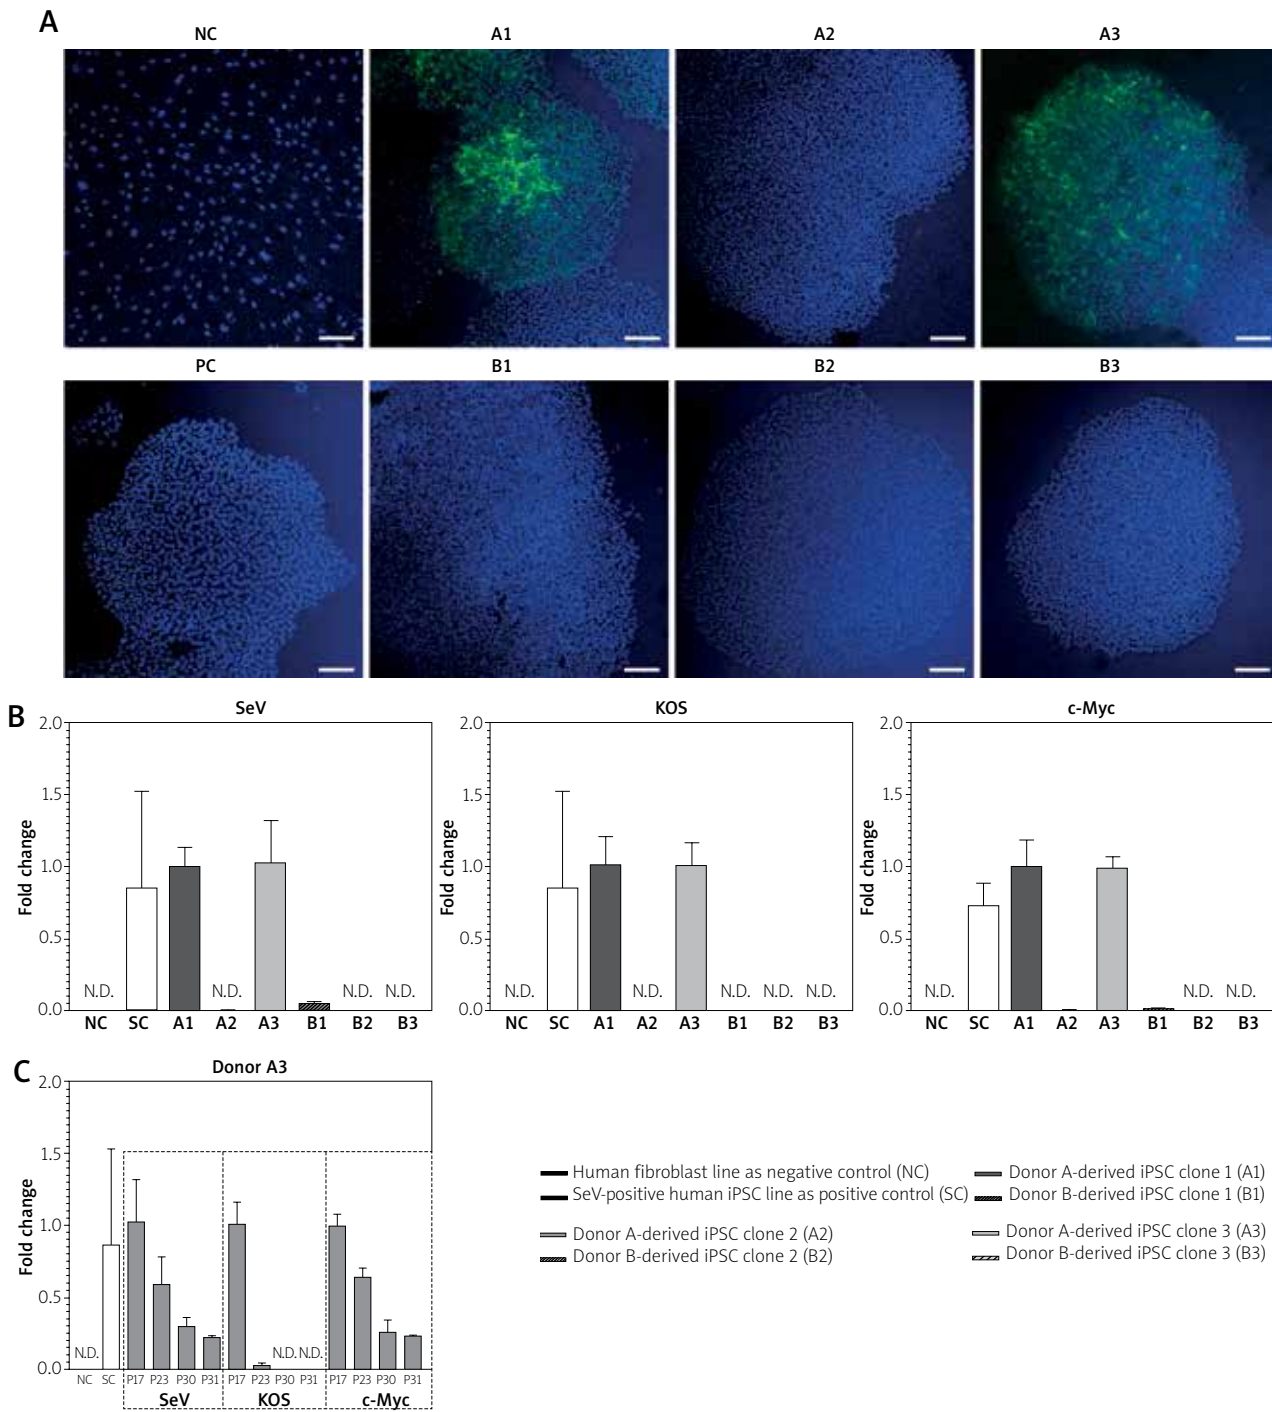 A
NC A1 A2 A3
PC B1 B2 B3
B
SeV
Fold change
2.0
1.5
1.0
0.5
0.0
N.D. N.D. N.D. N.D.
NC SC A1 A2 A3 B1 B2 B3
KOS
Fold change
2.0
1.5
1.0
0.5
0.0
N.D. N.D. N.D. N.D. N.D.
NC SC A1 A2 A3 B1 B2 B3
c-Myc
Fold change
2.0
1.5
1.0
0.5
0.0
N.D. N.D. N.D.
NC SC A1 A2 A3 B1 B2 B3
C
Donor A3
Fold change
2.0
1.5
1.0
0.5
0.0
N.D. N.D. N.D.
NC SC P17 P23 P30 P31 P17 P23 P30 P31 P17 P23 P30 P31
SeV KOS c-Myc
Human fibroblast line as negative control (NC)
SeV-positive human iPSC line as positive control (SC)
Donor A-derived iPSC clone 2 (A2)
Donor B-derived iPSC clone 2 (B2)
Donor A-derived iPSC clone 1 (A1)
Donor B-derived iPSC clone 1 (B1)
Donor A-derived iPSC clone 3 (A3)
Donor B-derived iPSC clone 3 (B3)